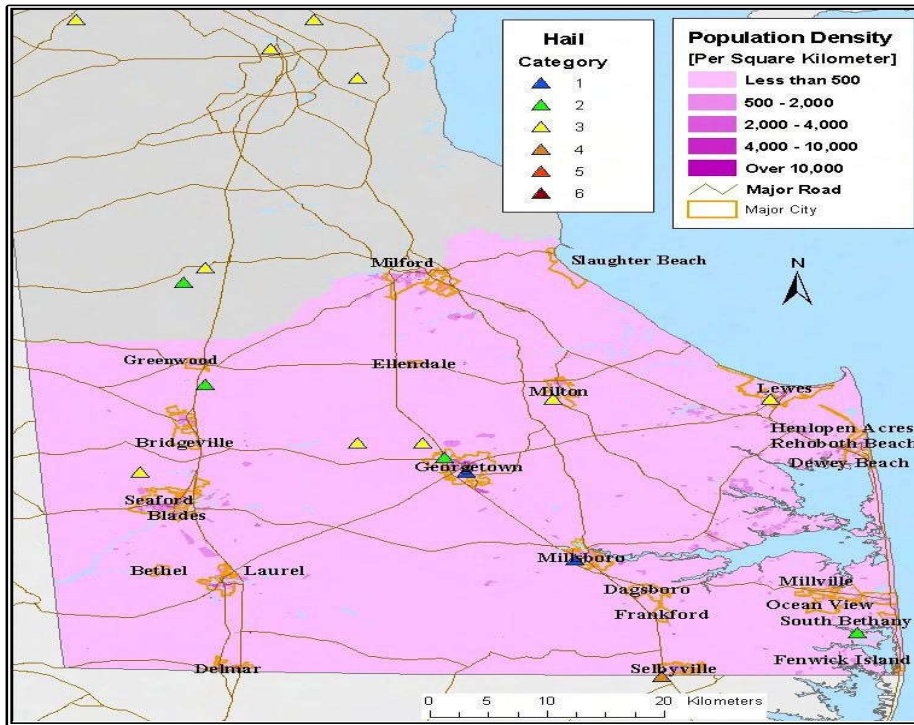 Hail
Category
1
2
3
4
5
6
Population Density
[Per Square Kilometer]
Less than 500
500 - 2,000
2,000 - 4,000
4,000 - 10,000
Over 10,000
Major Road
Major City
N
Milford
Slaughter Beach
Greenwood
Ellendale
Milton
Lewes
Bridgeville
Henlopen Acres
Rehoboth Beach
Georgetown
Dewey Beach
Seaford
Blades
Millsboro
Bethel
Laurel
Dagsboro
Millville
Frankford
Ocean View
South Bethany
Delmar
Selbyville
Fenwick Island
0 10 20 Kilometers